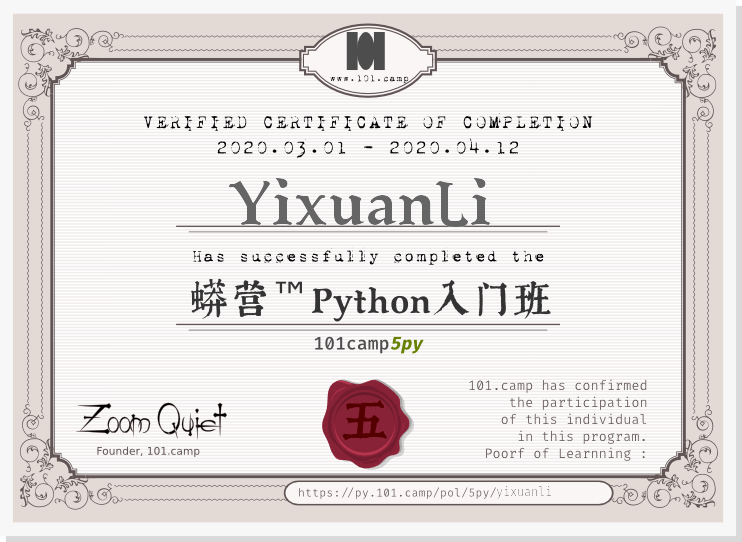 101
www.101.camp
VERIFIED CERTIFICATE OF COMPLETION
2020.03.01 - 2020.04.12
YixuanLi
Has successfully completed the
蟒营™Python入门班
101camp5py
五
101.camp has confirmed
the participation
of this individual
in this program.
Poorf of Learnning :
Zoom Quiet
Founder, 101.camp
https://py.101.camp/pol/5py/yixuanli